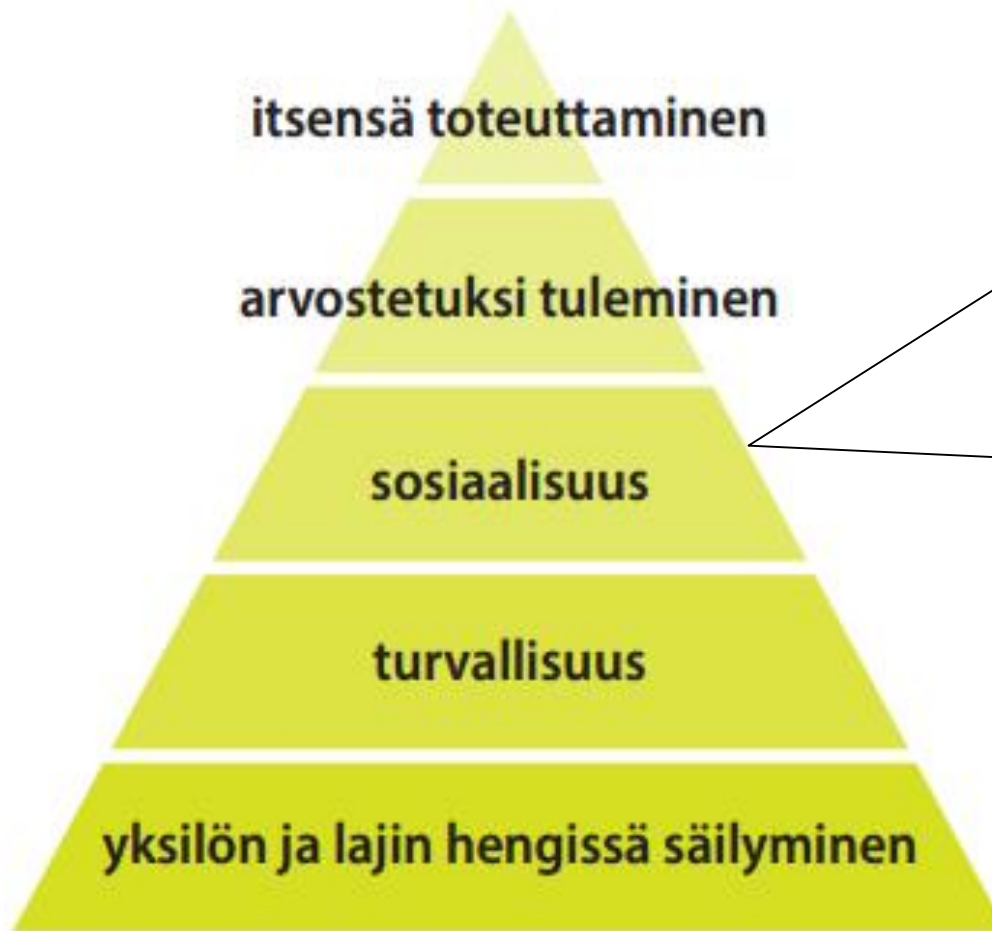 itsensä toteuttaminen
arvostetuksi tuleminen
sosiaalisuus
turvallisuus
yksilön ja lajin hengissä säilyminen